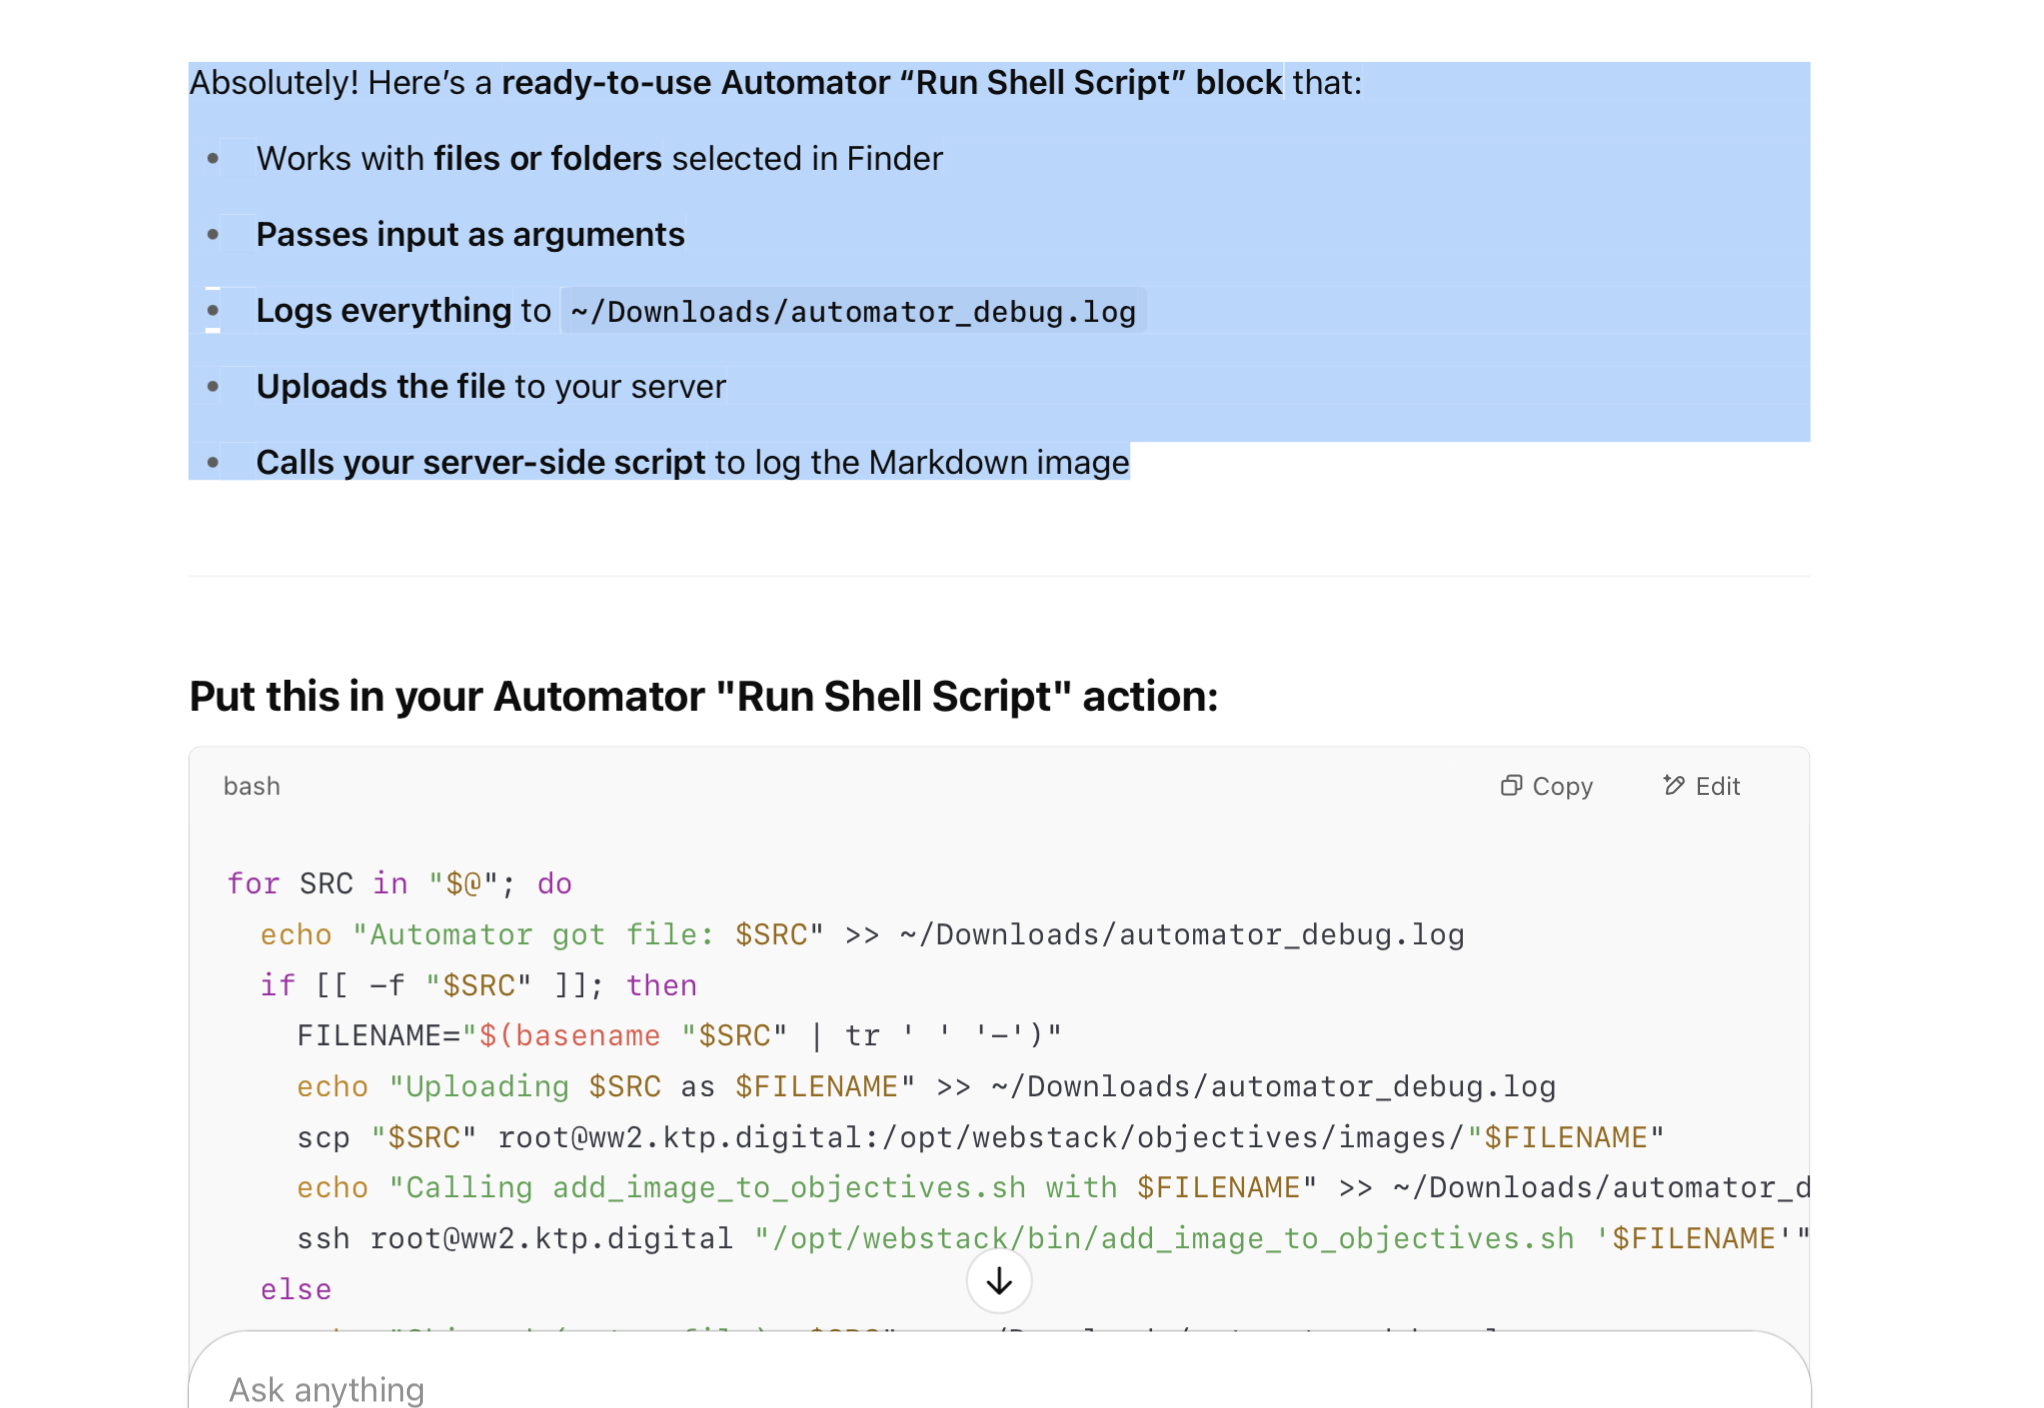 Absolutely! Here’s a ready-to-use Automator “Run Shell Script” block that:
• Works with files or folders selected in Finder
• Passes input as arguments
• Logs everything to ~/Downloads/automator_debug.log
• Uploads the file to your server
• Calls your server-side script to log the Markdown image
Put this in your Automator "Run Shell Script" action:
bash Copy Edit
for SRC in "$@"; do
  echo "Automator got file: $SRC" >> ~/Downloads/automator_debug.log
  if [[ -f "$SRC" ]]; then
    FILENAME="$(basename "$SRC" | tr ' ' '-')"
    echo "Uploading $SRC as $FILENAME" >> ~/Downloads/automator_debug.log
    scp "$SRC" root@ww2.ktp.digital:/opt/webstack/objectives/images/"$FILENAME"
    echo "Calling add_image_to_objectives.sh with $FILENAME" >> ~/Downloads/automator_d
    ssh root@ww2.ktp.digital "/opt/webstack/bin/add_image_to_objectives.sh '$FILENAME'"
  else
Ask anything